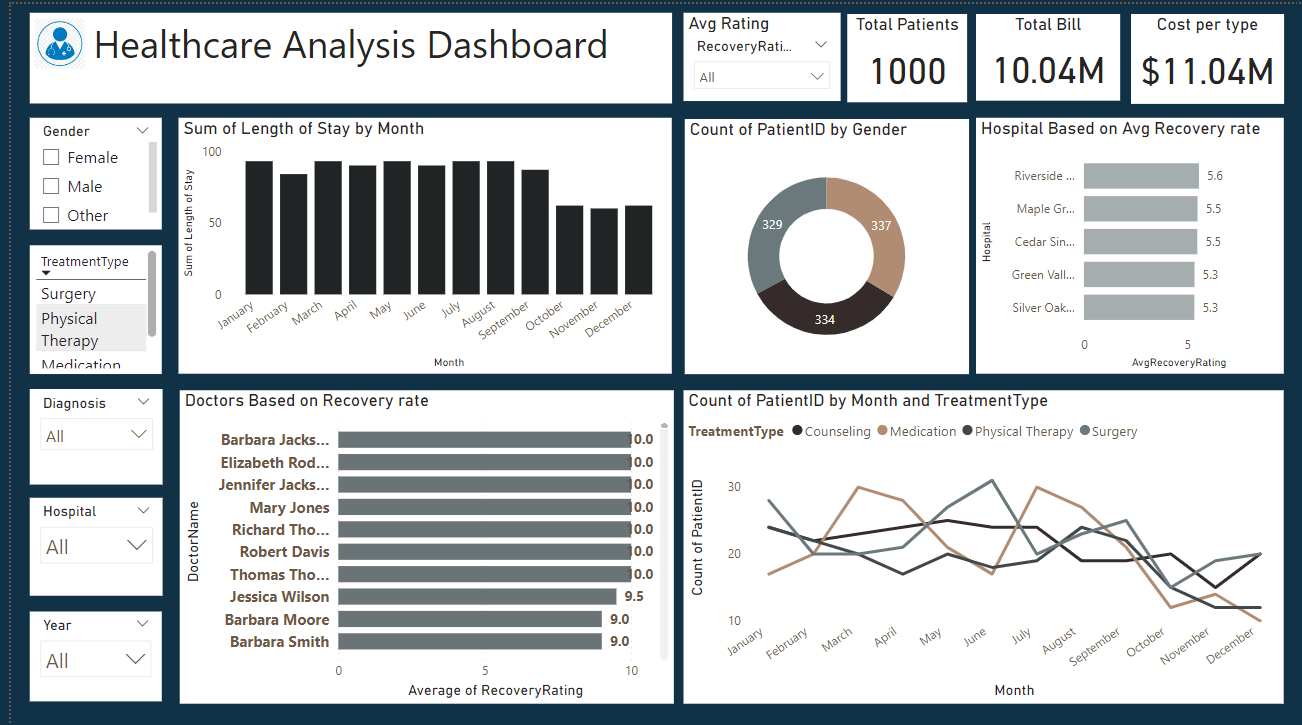 Healthcare Analysis Dashboard
Avg Rating
RecoveryRati...
All
Total Patients
1000
Total Bill
10.04M
Cost per type
$11.04M
Gender
Female
Male
Other
TreatmentType
Surgery
Physical
Therapy
Medication
Diagnosis
All
Hospital
All
Year
All
Sum of Length of Stay by Month
Sum of Length of Stay
100
50
0
January
February
March
April
May
June
July
August
September
October
November
December
Month
Count of PatientID by Gender
329
337
334
Hospital Based on Avg Recovery rate
Hospital
Riverside ... 5.6
Maple Gr... 5.5
Cedar Sin... 5.5
Green Vall... 5.3
Silver Oak... 5.3
0 5
AvgRecoveryRating
Doctors Based on Recovery rate
DoctorName
Barbara Jacks... 10.0
Elizabeth Rod... 10.0
Jennifer Jacks... 10.0
Mary Jones 10.0
Richard Tho... 10.0
Robert Davis 10.0
Thomas Tho... 10.0
Jessica Wilson 9.5
Barbara Moore 9.0
Barbara Smith 9.0
0 5 10
Average of RecoveryRating
Count of PatientID by Month and TreatmentType
TreatmentType Counseling Medication Physical Therapy Surgery
Count of PatientID
30
20
10
January
February
March
April
May
June
July
August
September
October
November
December
Month